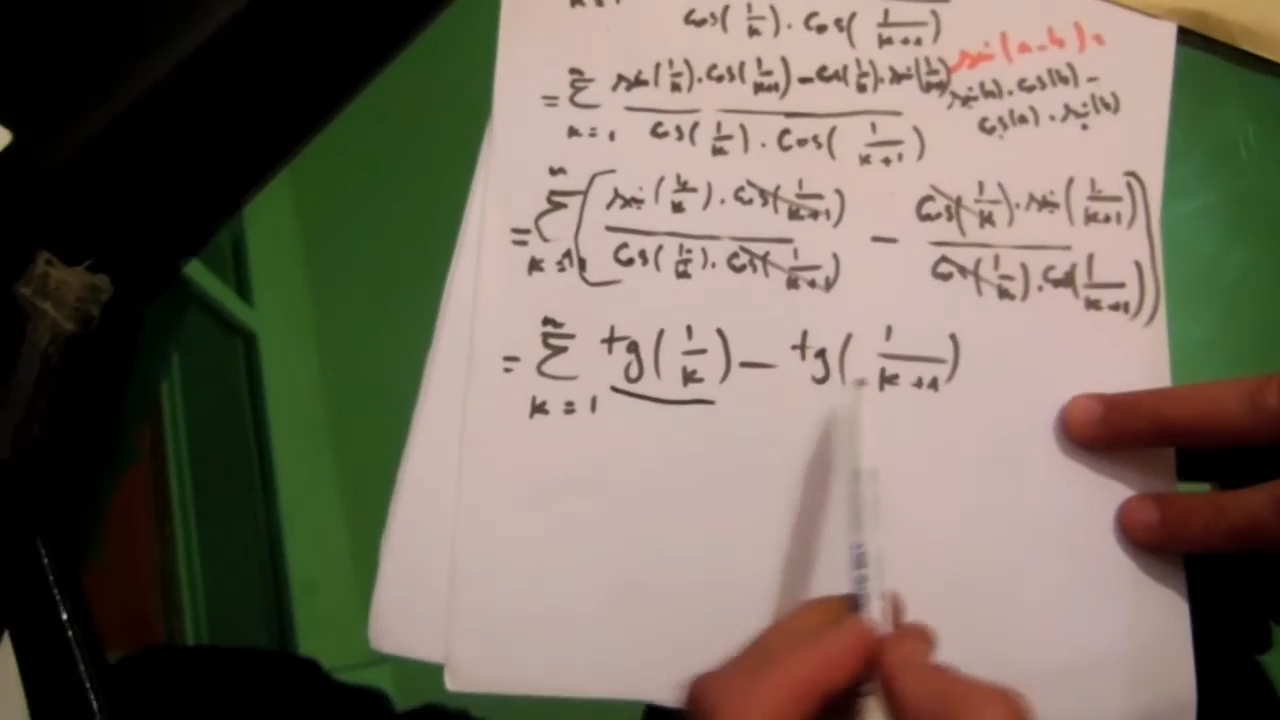 cos(1/k) · cos(1/(k+1))
sin(a-b) =
= Σ_{k=1}^{n} (sin(1/k) · cos(1/(k+1)) - cos(1/k) · sin(1/(k+1))) / (cos(1/k) · cos(1/(k+1)))
sin(a) · cos(b) -
cos(a) · sin(b)
= Σ_{k=1}^{n} ( (sin(1/k) · cos(1/(k+1))) / (cos(1/k) · cos(1/(k+1))) - (cos(1/k) · sin(1/(k+1))) / (cos(1/k) · cos(1/(k+1))) )
= Σ_{k=1}^{n} tg(1/k) - tg(1/(k+1))